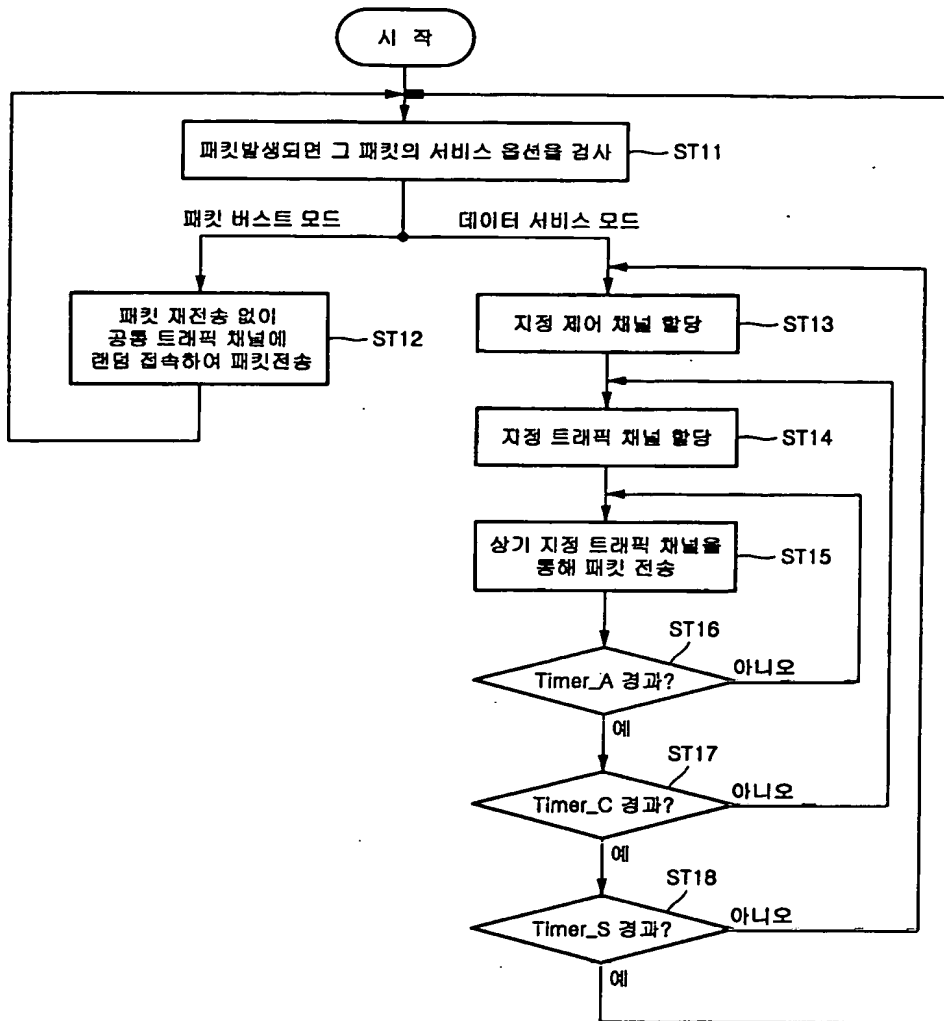 시 작
패킷발생되면 그 패킷의 서비스 옵션을 검사
ST11
패킷 버스트 모드
데이터 서비스 모드
패킷 재전송 없이
공통 트래픽 채널에
랜덤 접속하여 패킷전송
ST12
지정 제어 채널 할당
ST13
지정 트래픽 채널 할당
ST14
상기 지정 트래픽 채널을
통해 패킷 전송
ST15
ST16
Timer_A 경과?
아니오
예
ST17
Timer_C 경과?
아니오
예
ST18
Timer_S 경과?
아니오
예